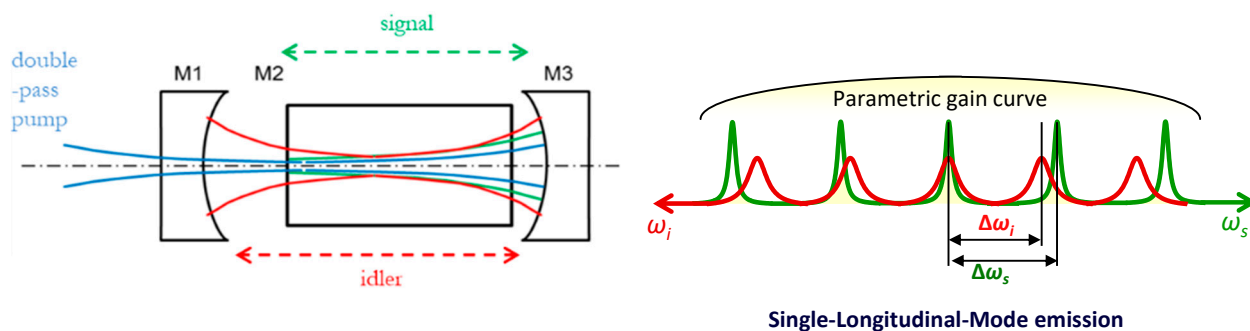 signal
double
-pass
pump
M1
M2
M3
idler
Parametric gain curve
ωi
Δωi
Δωs
ωs
Single-Longitudinal-Mode emission